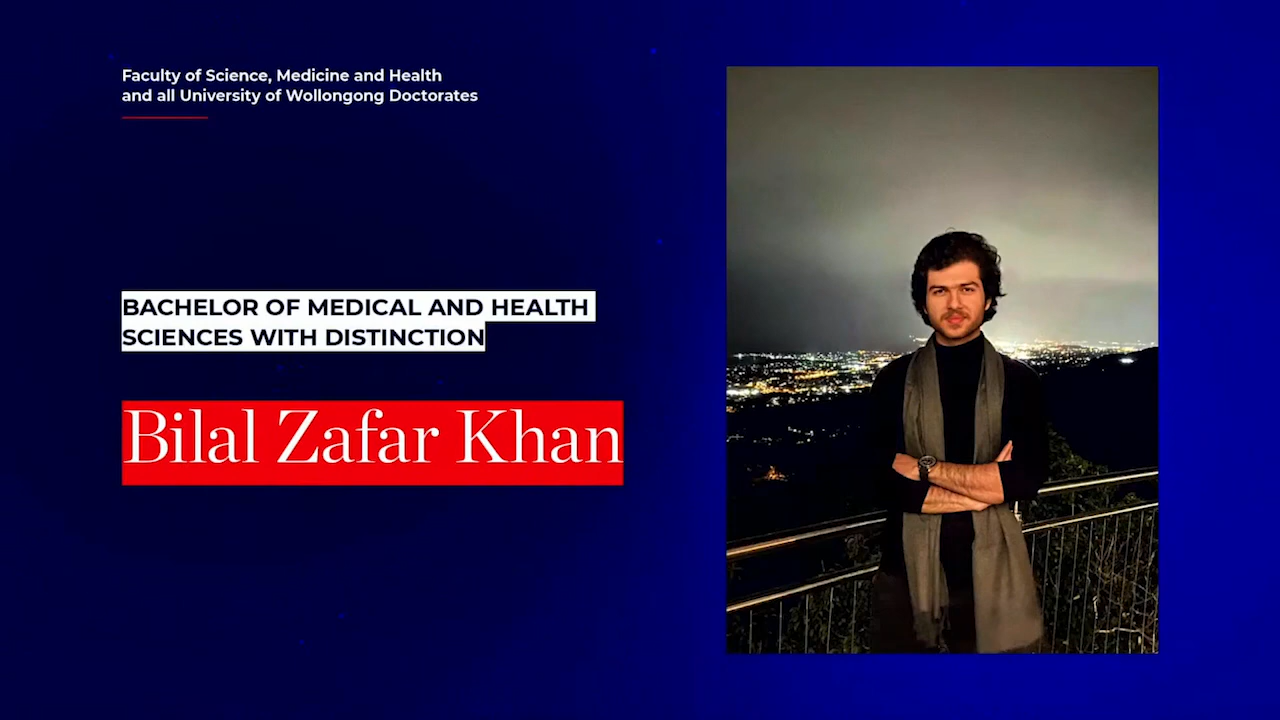 Faculty of Science, Medicine and Health
and all University of Wollongong Doctorates
BACHELOR OF MEDICAL AND HEALTH
SCIENCES WITH DISTINCTION
Bilal Zafar Khan